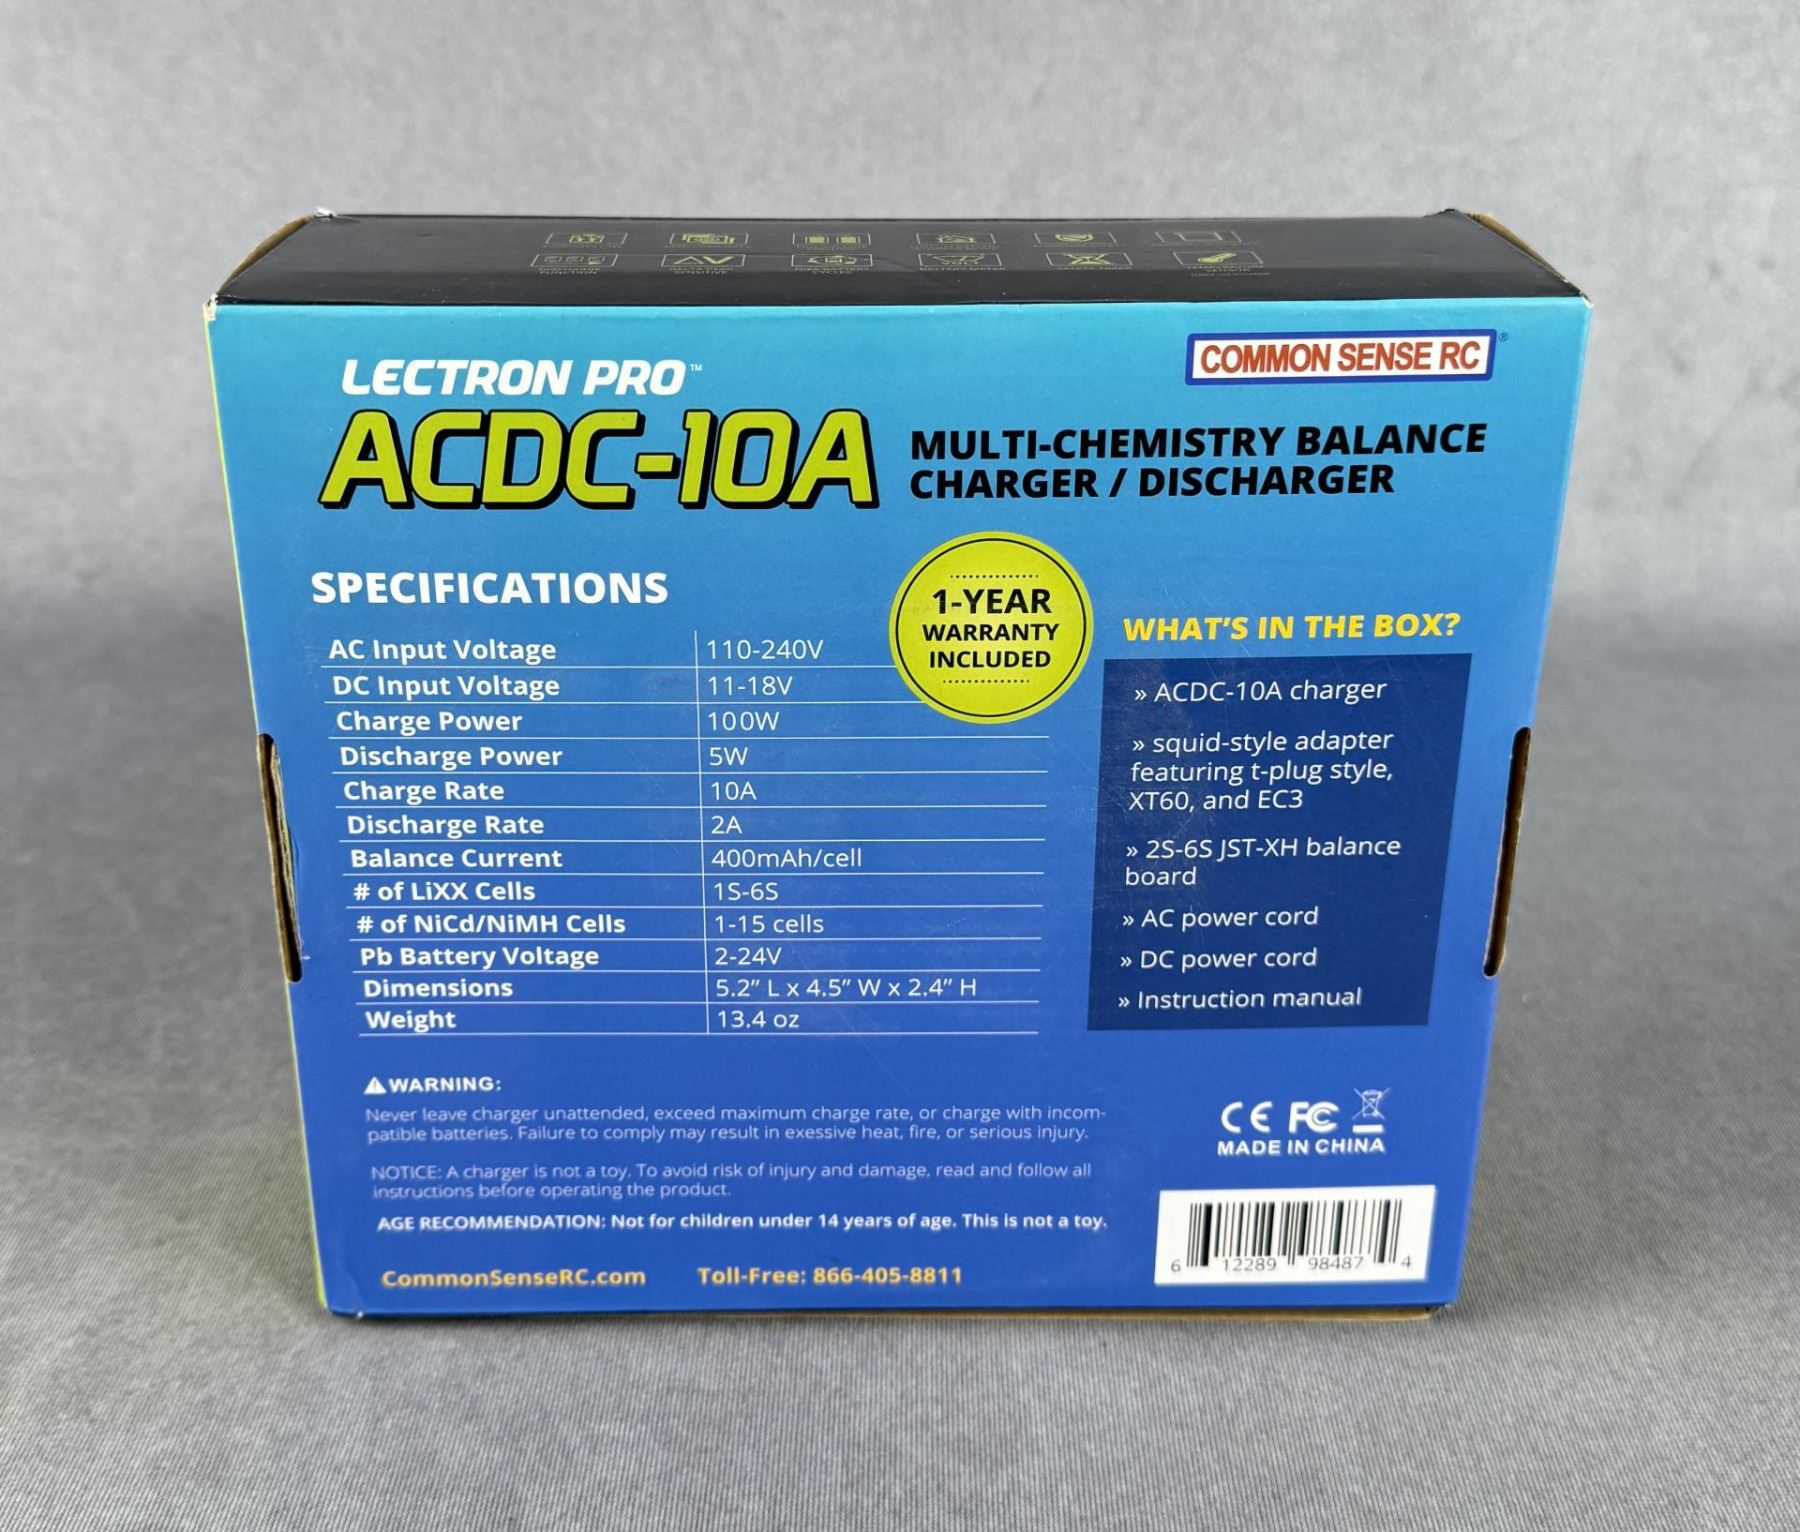 DISCHARGE
FUNCTION
DELTA PEAK
SENSITIVE
BATTERY METER
SAFETY TIMER
LECTRON PRO™
COMMON SENSE RC®
ACDC-10A
MULTI-CHEMISTRY BALANCE
CHARGER / DISCHARGER
SPECIFICATIONS
AC Input Voltage 110-240V
DC Input Voltage 11-18V
Charge Power 100W
Discharge Power 5W
Charge Rate 10A
Discharge Rate 2A
Balance Current 400mAh/cell
# of LiXX Cells 1S-6S
# of NiCd/NiMH Cells 1-15 cells
Pb Battery Voltage 2-24V
Dimensions 5.2” L x 4.5” W x 2.4” H
Weight 13.4 oz
1-YEAR
WARRANTY
INCLUDED
WHAT'S IN THE BOX?
» ACDC-10A charger
» squid-style adapter
featuring t-plug style,
XT60, and EC3
» 2S-6S JST-XH balance
board
» AC power cord
» DC power cord
» Instruction manual
WARNING:
Never leave charger unattended, exceed maximum charge rate, or charge with incom-
patible batteries. Failure to comply may result in exessive heat, fire, or serious injury.
NOTICE: A charger is not a toy. To avoid risk of injury and damage, read and follow all
instructions before operating the product.
AGE RECOMMENDATION: Not for children under 14 years of age. This is not a toy.
CommonSenseRC.com Toll-Free: 866-405-8811
CE FC
MADE IN CHINA
6 12289 98487 4